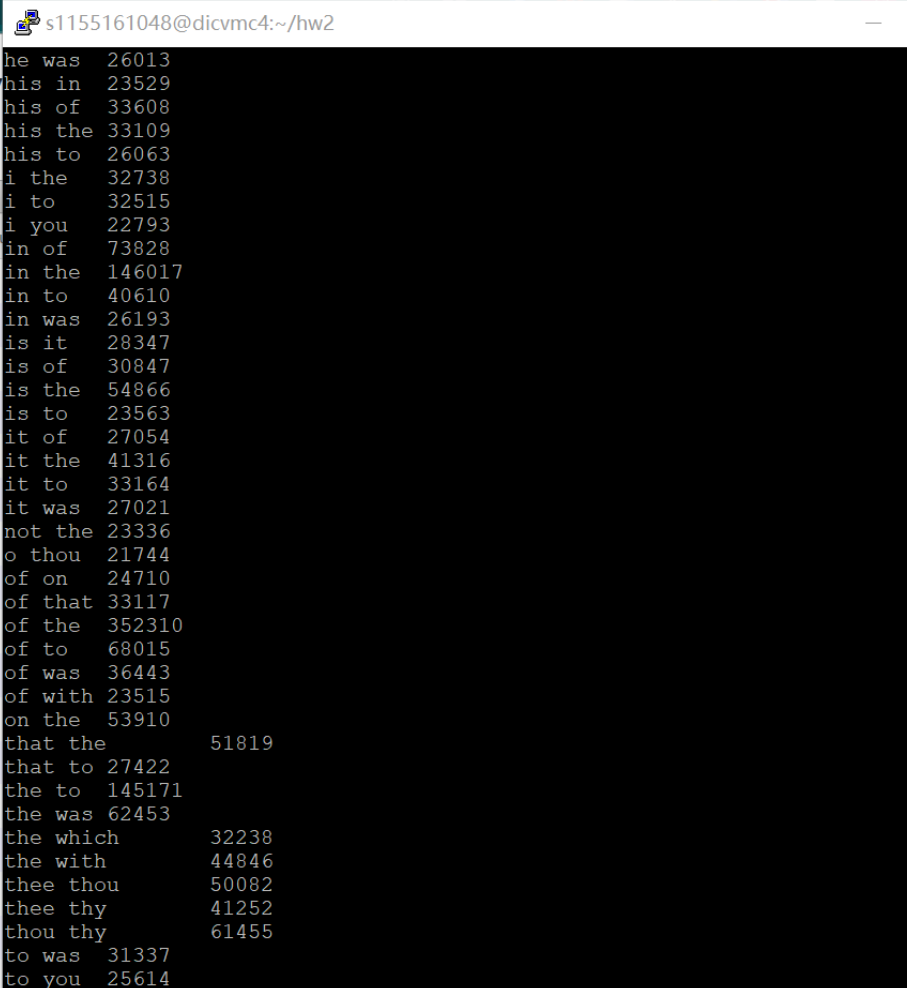 s1155161048@dicvmc4:~/hw2
he was 26013
his in 23529
his of 33608
his the 33109
his to 26063
i the 32738
i to 32515
i you 22793
in of 73828
in the 146017
in to 40610
in was 26193
is it 28347
is of 30847
is the 54866
is to 23563
it of 27054
it the 41316
it to 33164
it was 27021
not the 23336
o thou 21744
of on 24710
of that 33117
of the 352310
of to 68015
of was 36443
of with 23515
on the 53910
that the 51819
that to 27422
the to 145171
the was 62453
the which 32238
the with 44846
thee thou 50082
thee thy 41252
thou thy 61455
to was 31337
to you 25614